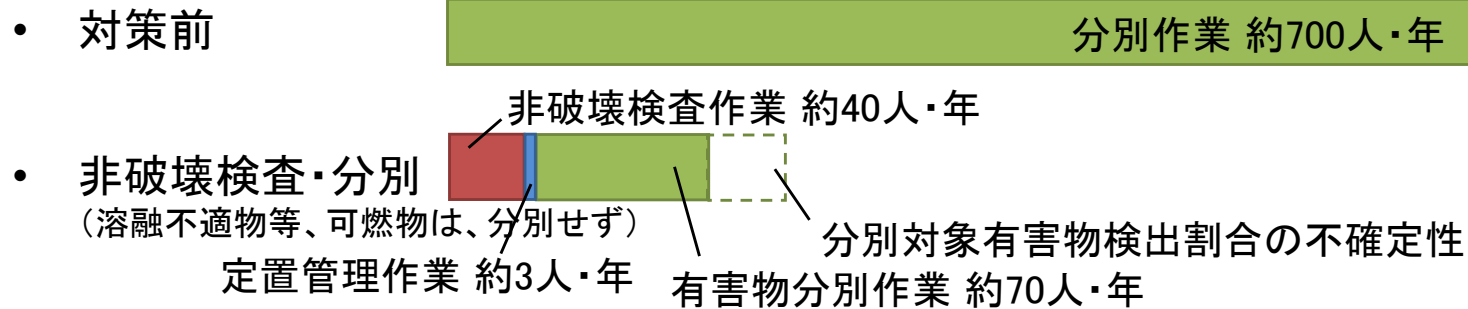 • 対策前
分別作業 約700人・年
非破壊検査作業 約40人・年
• 非破壊検査・分別
(溶融不適物等、可燃物は、分別せず)
分別対象有害物検出割合の不確定性
定置管理作業 約3人・年
有害物分別作業 約70人・年